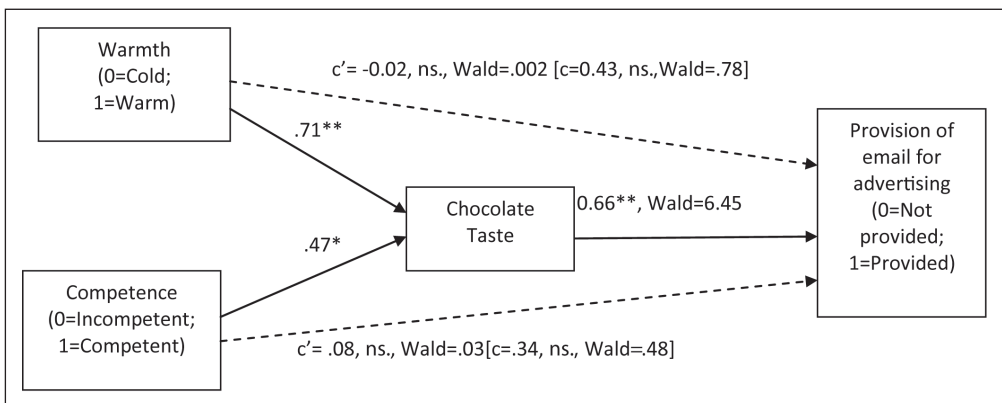 Warmth
(0=Cold;
1=Warm)
c’= -0.02, ns., Wald=.002 [c=0.43, ns.,Wald=.78]
.71**
Provision of
email for
advertising
(0=Not
provided;
1=Provided)
Chocolate
Taste
0.66**, Wald=6.45
.47*
Competence
(0=Incompetent;
1=Competent)
c’= .08, ns., Wald=.03[c=.34, ns., Wald=.48]